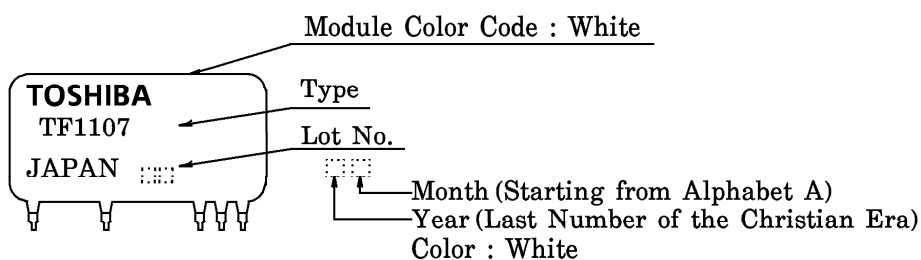 Module Color Code : White
TOSHIBA
Type
TF1107
Lot No.
JAPAN
Month (Starting from Alphabet A)
Year (Last Number of the Christian Era)
Color : White